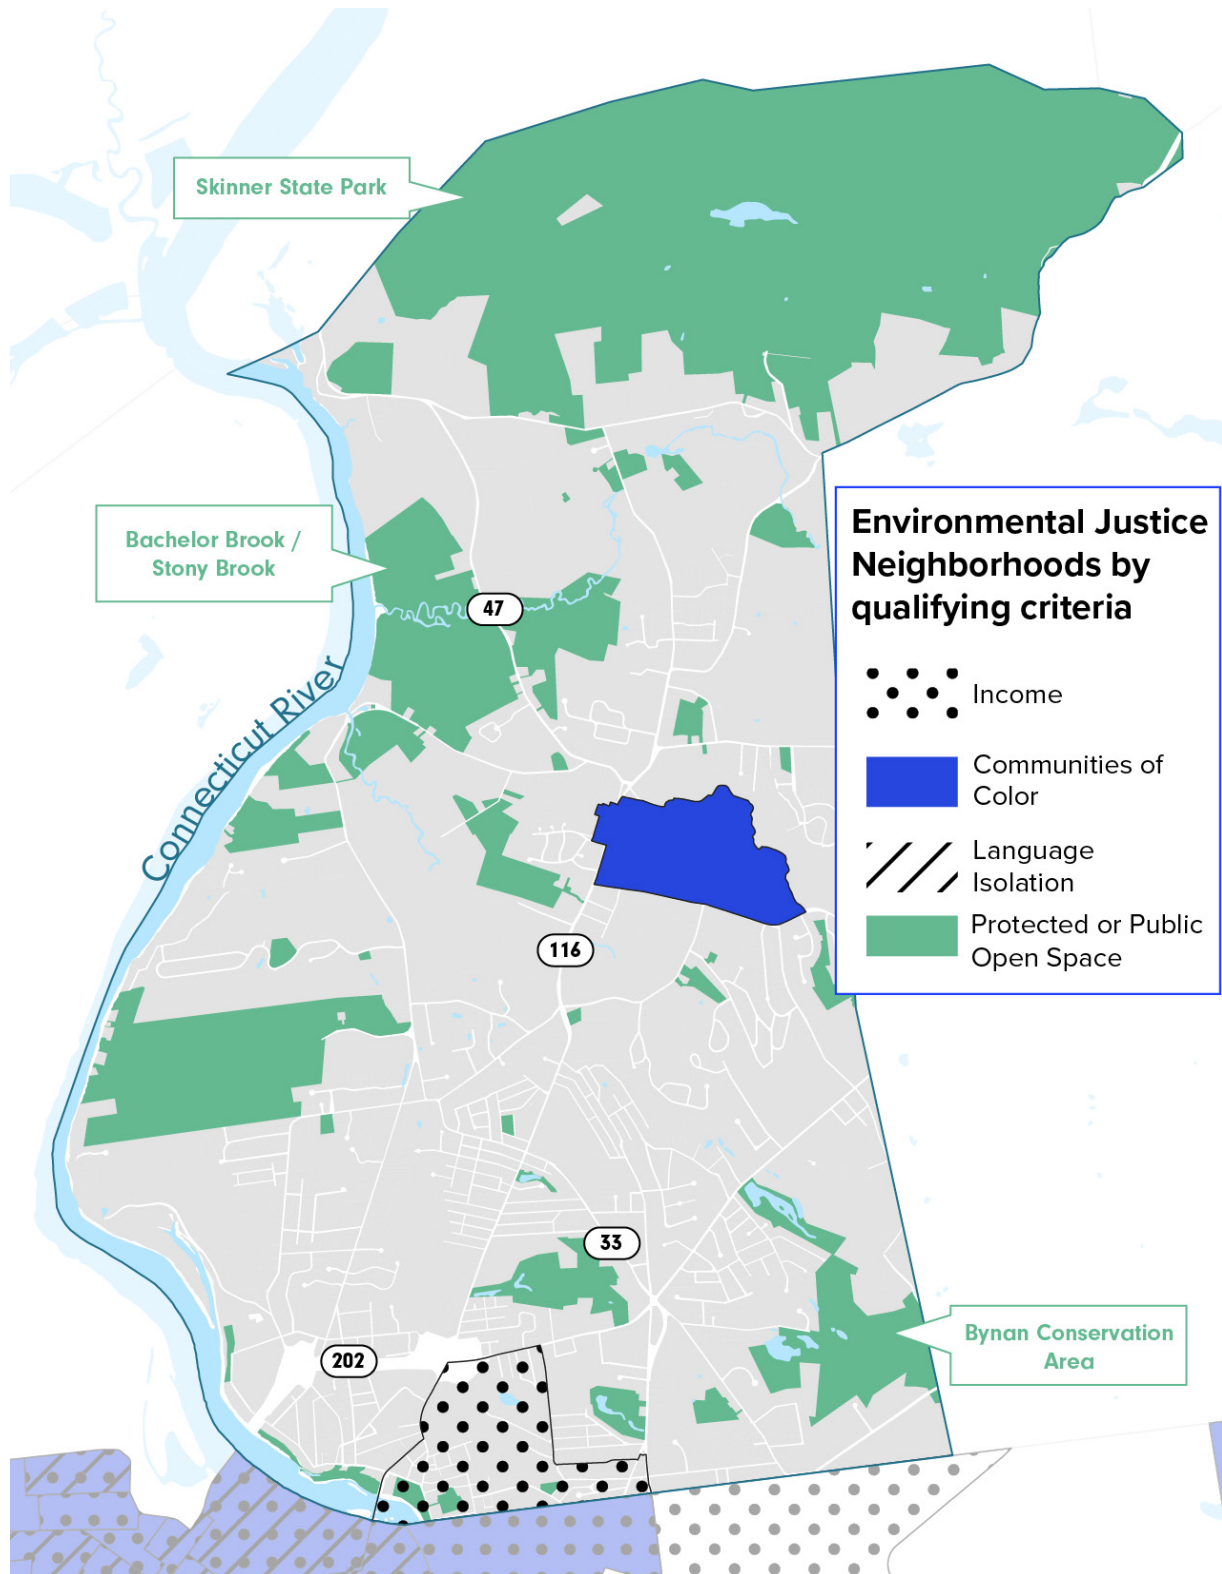 Skinner State Park
Bachelor Brook /
Stony Brook
47
Connecticut River
116
33
202
Bynan Conservation
Area
Environmental Justice
Neighborhoods by
qualifying criteria
Income
Communities of
Color
Language
Isolation
Protected or Public
Open Space